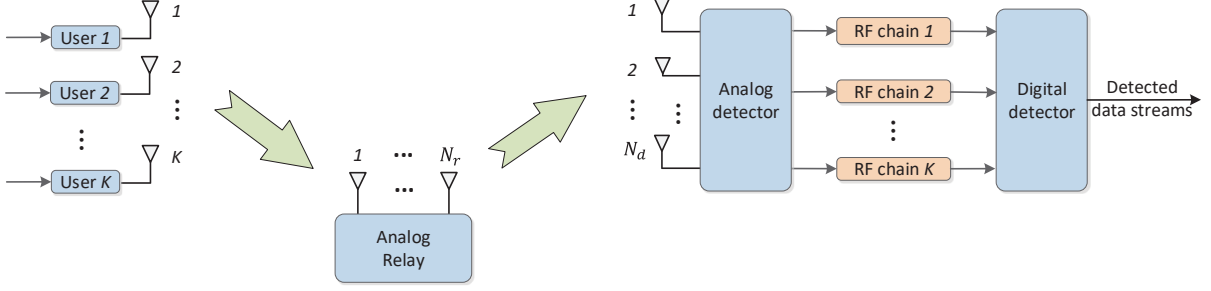 User 1
1
User 2
2
⋮
⋮
User K
K
1
...
N_r
...
Analog
Relay
1
2
⋮
⋮
N_d
Analog
detector
RF chain 1
RF chain 2
⋮
RF chain K
Digital
detector
Detected
data streams